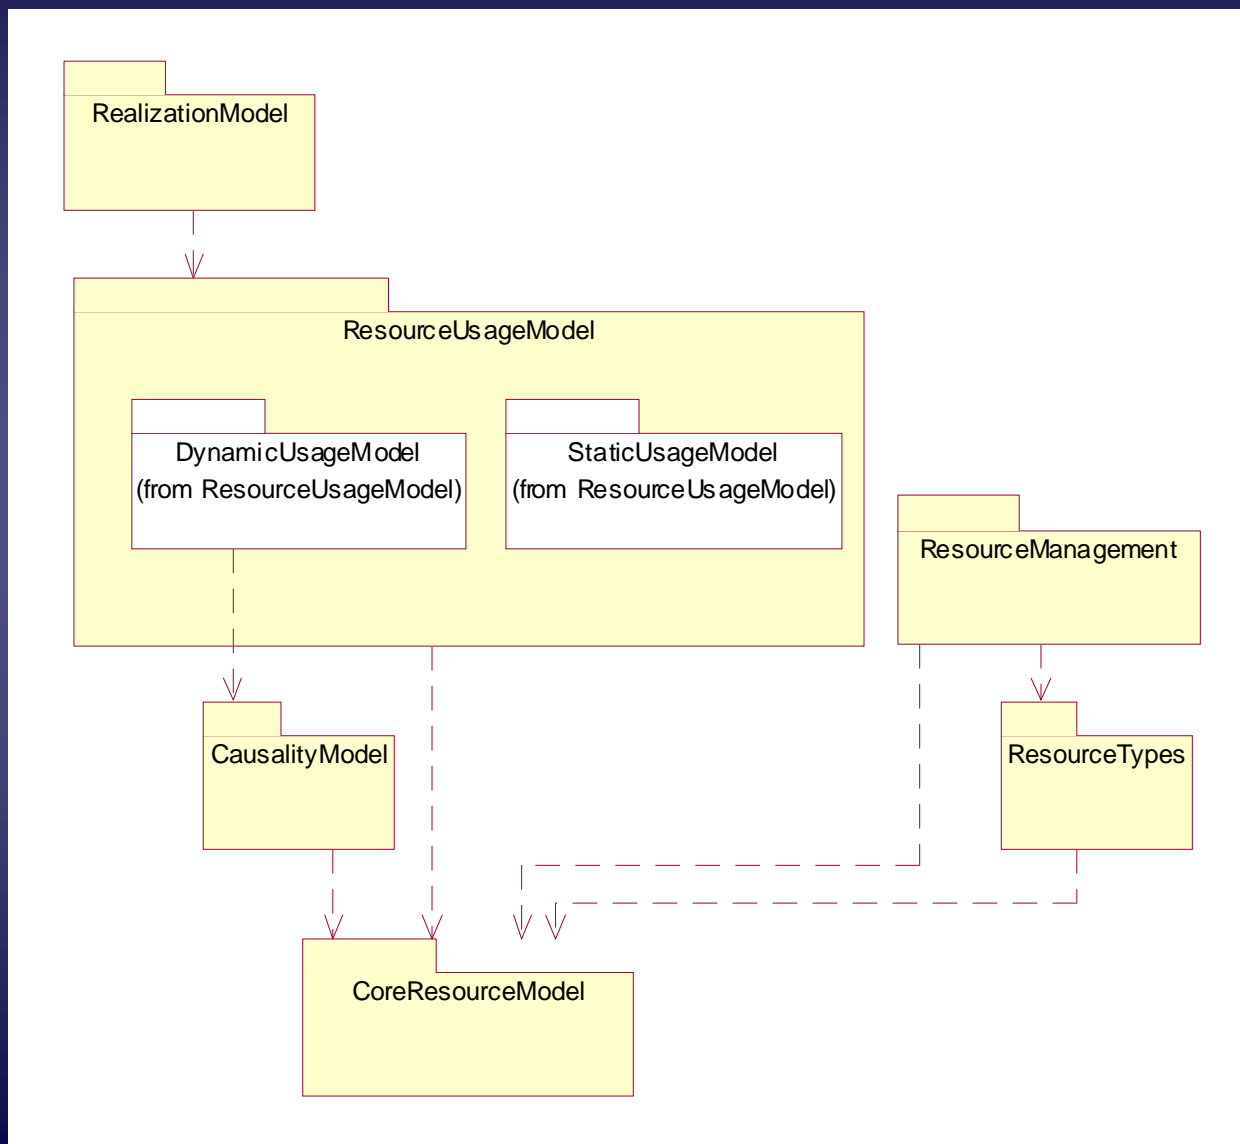 RealizationModel
ResourceUsageModel
DynamicUsageModel
(from ResourceUsageModel)
StaticUsageModel
(from ResourceUsageModel)
ResourceManagement
CausalityModel
ResourceTypes
CoreResourceModel